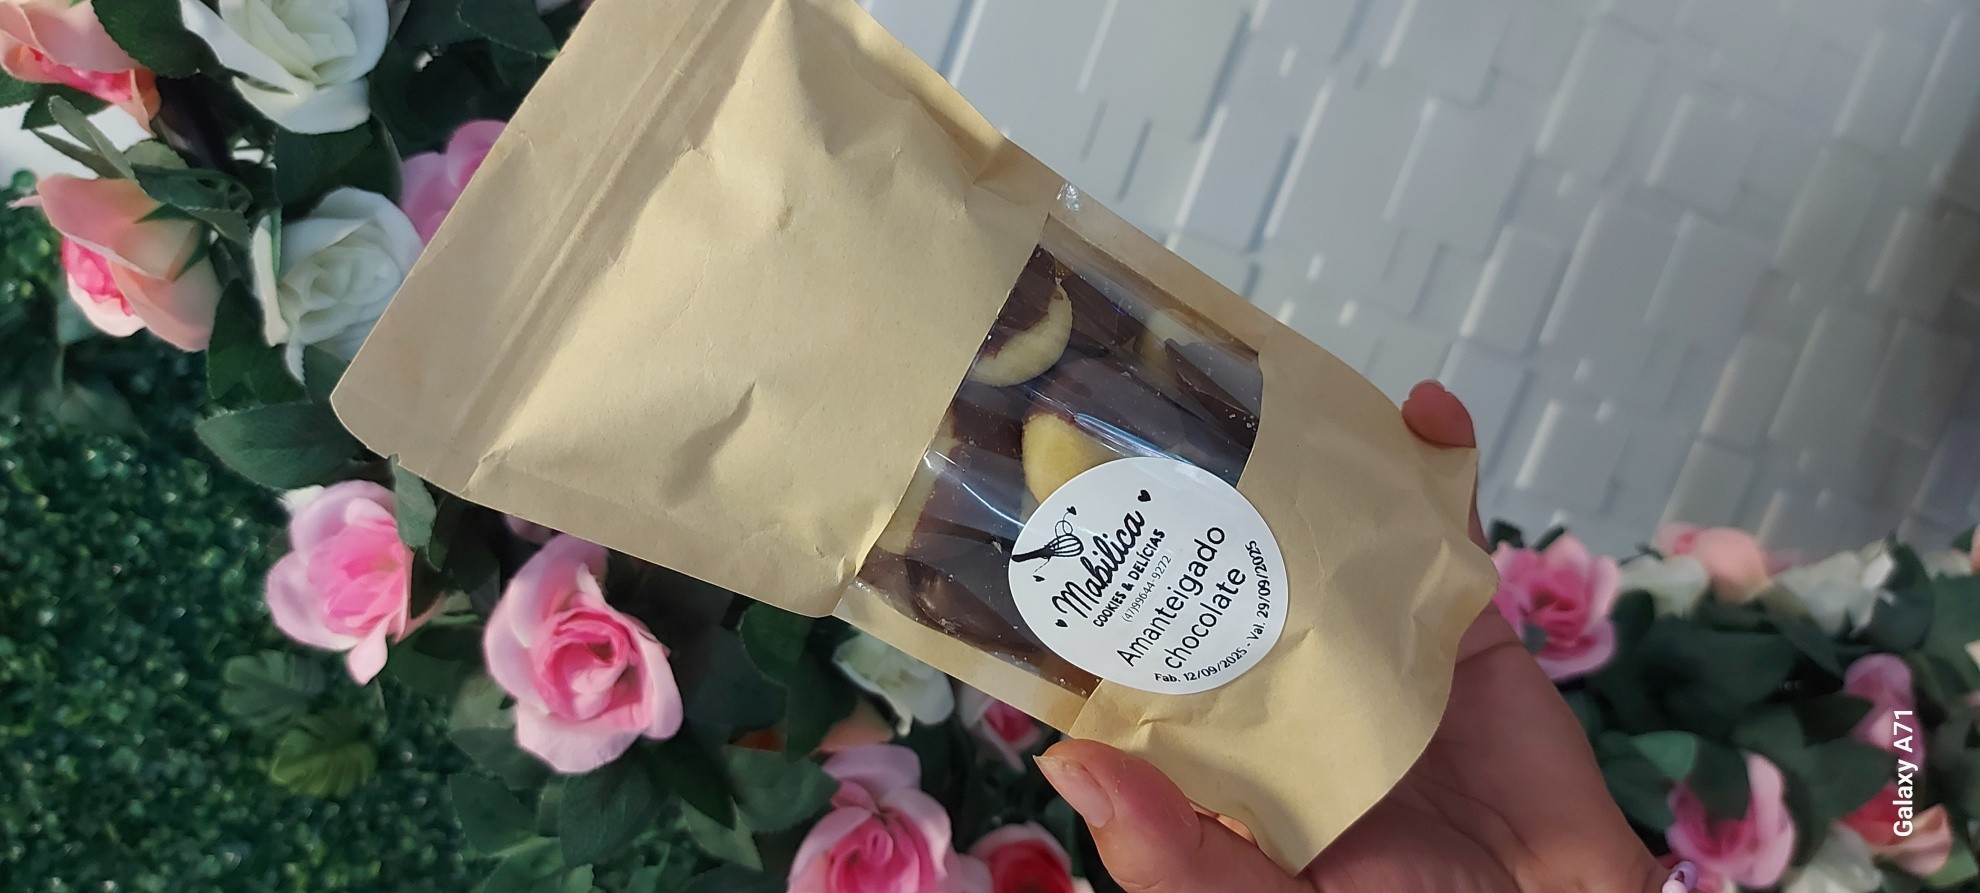 Mabilica
COOKIES & DELÍCIAS
(47)99644-9272
Amanteigado
chocolate
Fab. 12/09/2025 - Val. 29/09/2025
Galaxy A71